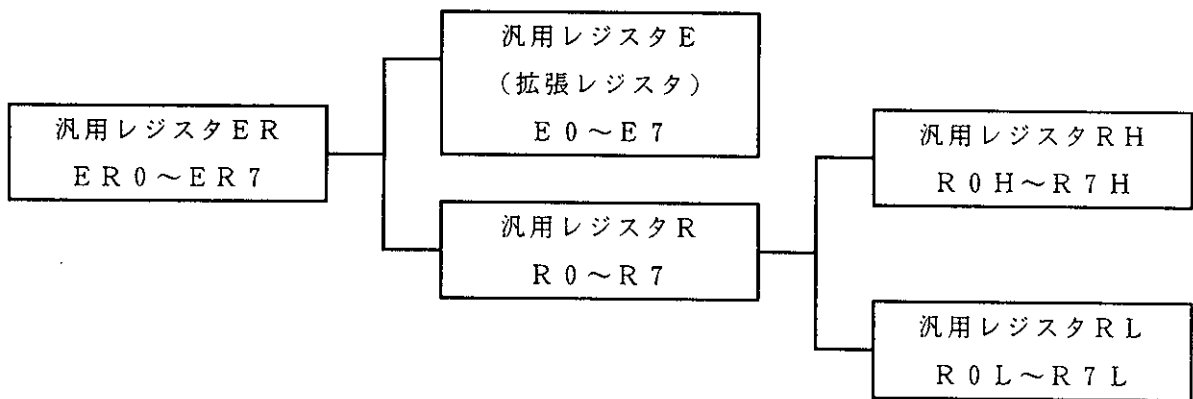 汎用レジスタER
ER0～ER7
汎用レジスタE
（拡張レジスタ）
E0～E7
汎用レジスタR
R0～R7
汎用レジスタRH
R0H～R7H
汎用レジスタRL
R0L～R7L